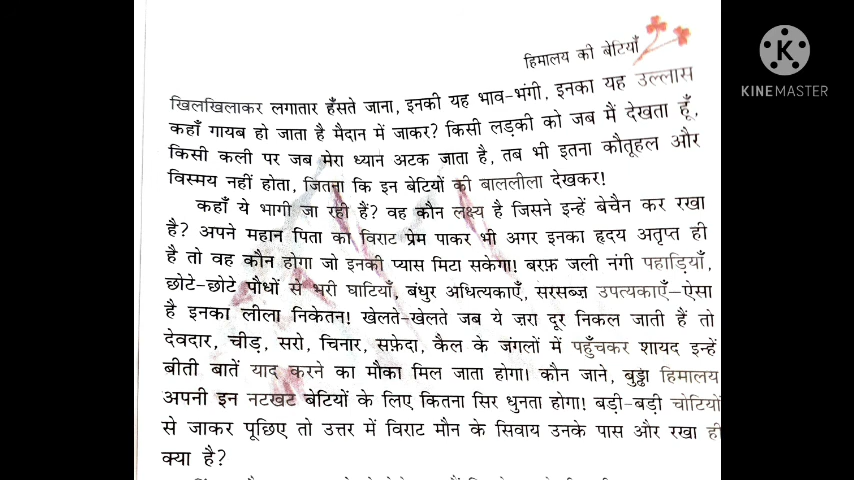 हिमालय की बेटियाँ
K
KINEMASTER
खिलखिलाकर लगातार हँसते जाना, इनकी यह भाव-भंगी, इनका यह उल्लास
कहाँ गायब हो जाता है मैदान में जाकर? किसी लड़की को जब मैं देखता हूँ,
किसी कली पर जब मेरा ध्यान अटक जाता है, तब भी इतना कौतूहल और
विस्मय नहीं होता, जितना कि इन बेटियों की बाललीला देखकर!
कहाँ ये भागी जा रही हैं? वह कौन लक्ष्य है जिसने इन्हें बेचैन कर रखा
है? अपने महान पिता का विराट प्रेम पाकर भी अगर इनका हृदय अतृप्त ही
है तो वह कौन होगा जो इनकी प्यास मिटा सकेगा! बरफ़ जली नंगी पहाड़ियाँ,
छोटे-छोटे पौधों से भरी घाटियाँ, बंधुर अधित्यकाएँ, सरसब्ज़ उपत्यकाएँ—ऐसा
है इनका लीला निकेतन! खेलते-खेलते जब ये ज़रा दूर निकल जाती हैं तो
देवदार, चीड़, सरो, चिनार, सफ़ेदा, कैल के जंगलों में पहुँचकर शायद इन्हें
बीती बातें याद करने का मौका मिल जाता होगा। कौन जाने, बुड्ढा हिमालय
अपनी इन नटखट बेटियों के लिए कितना सिर धुनता होगा! बड़ी-बड़ी चोटियों
से जाकर पूछिए तो उत्तर में विराट मौन के सिवाय उनके पास और रखा ही
क्या है?